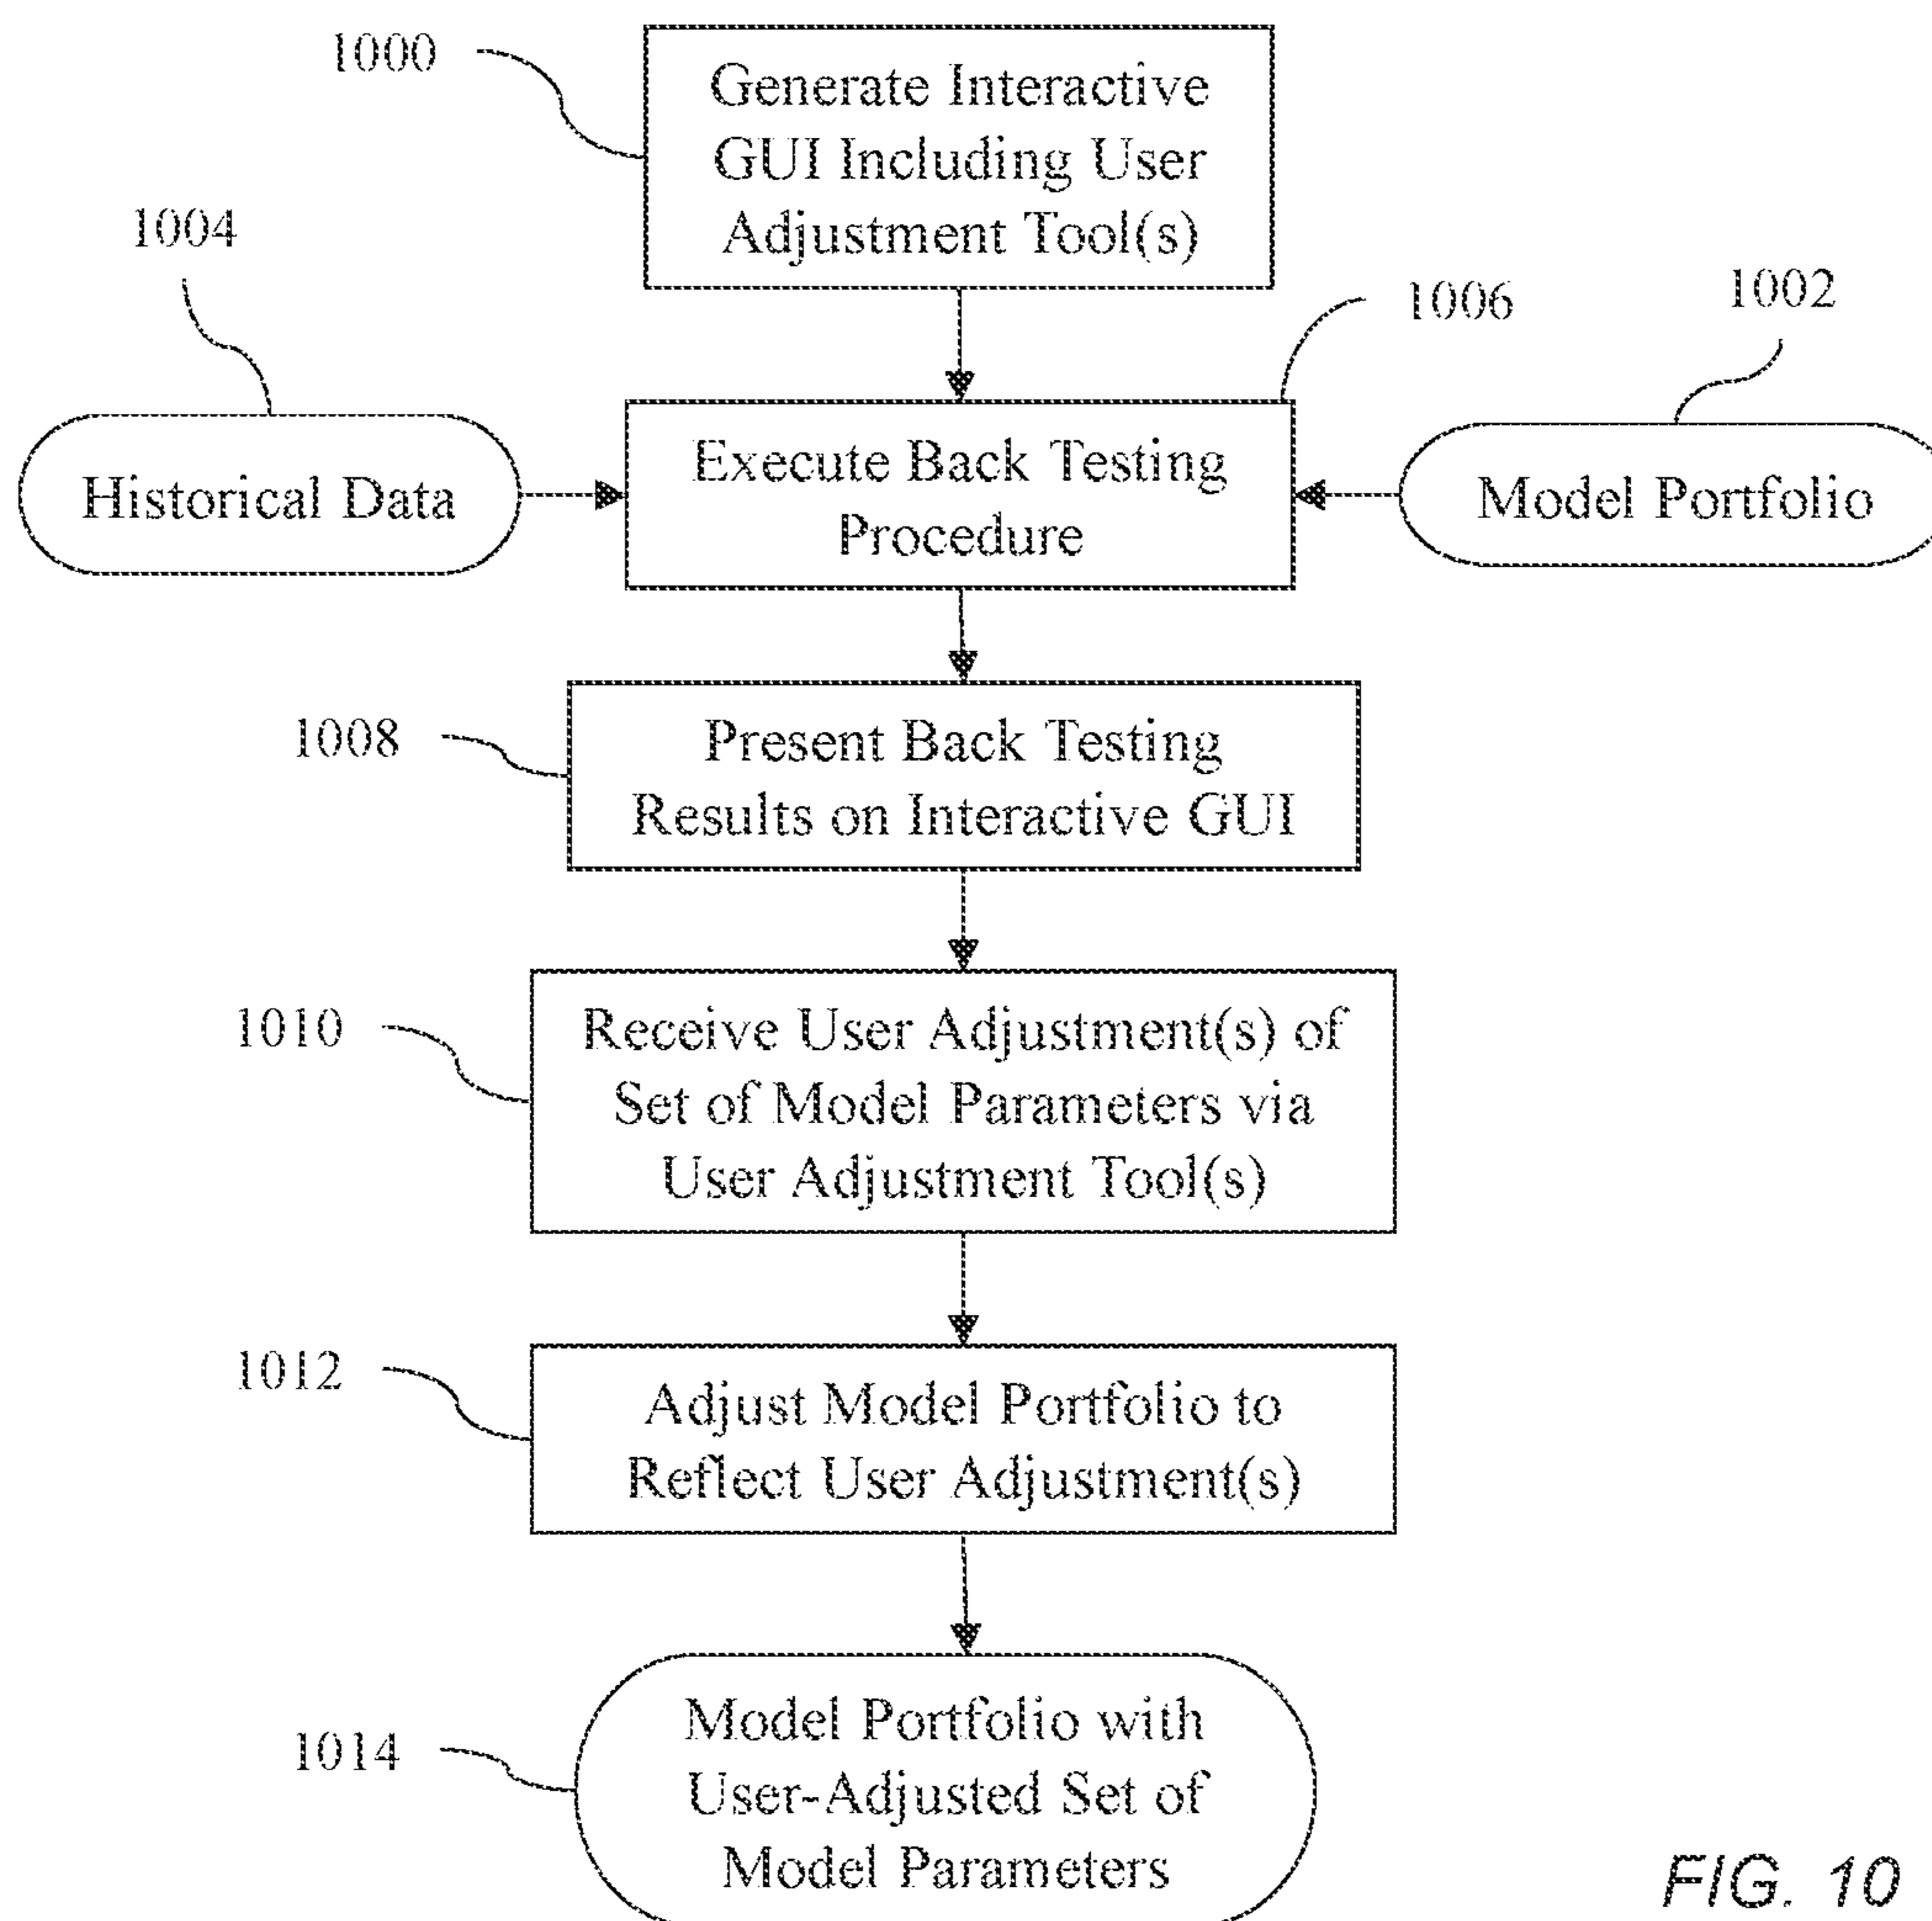 1000
Generate Interactive
GUI Including User
Adjustment Tool(s)
1004
1006
1002
Historical Data
Execute Back Testing
Procedure
Model Portfolio
1008
Present Back Testing
Results on Interactive GUI
1010
Receive User Adjustment(s) of
Set of Model Parameters via
User Adjustment Tool(s)
1012
Adjust Model Portfolio to
Reflect User Adjustment(s)
1014
Model Portfolio with
User-Adjusted Set of
Model Parameters
FIG. 10